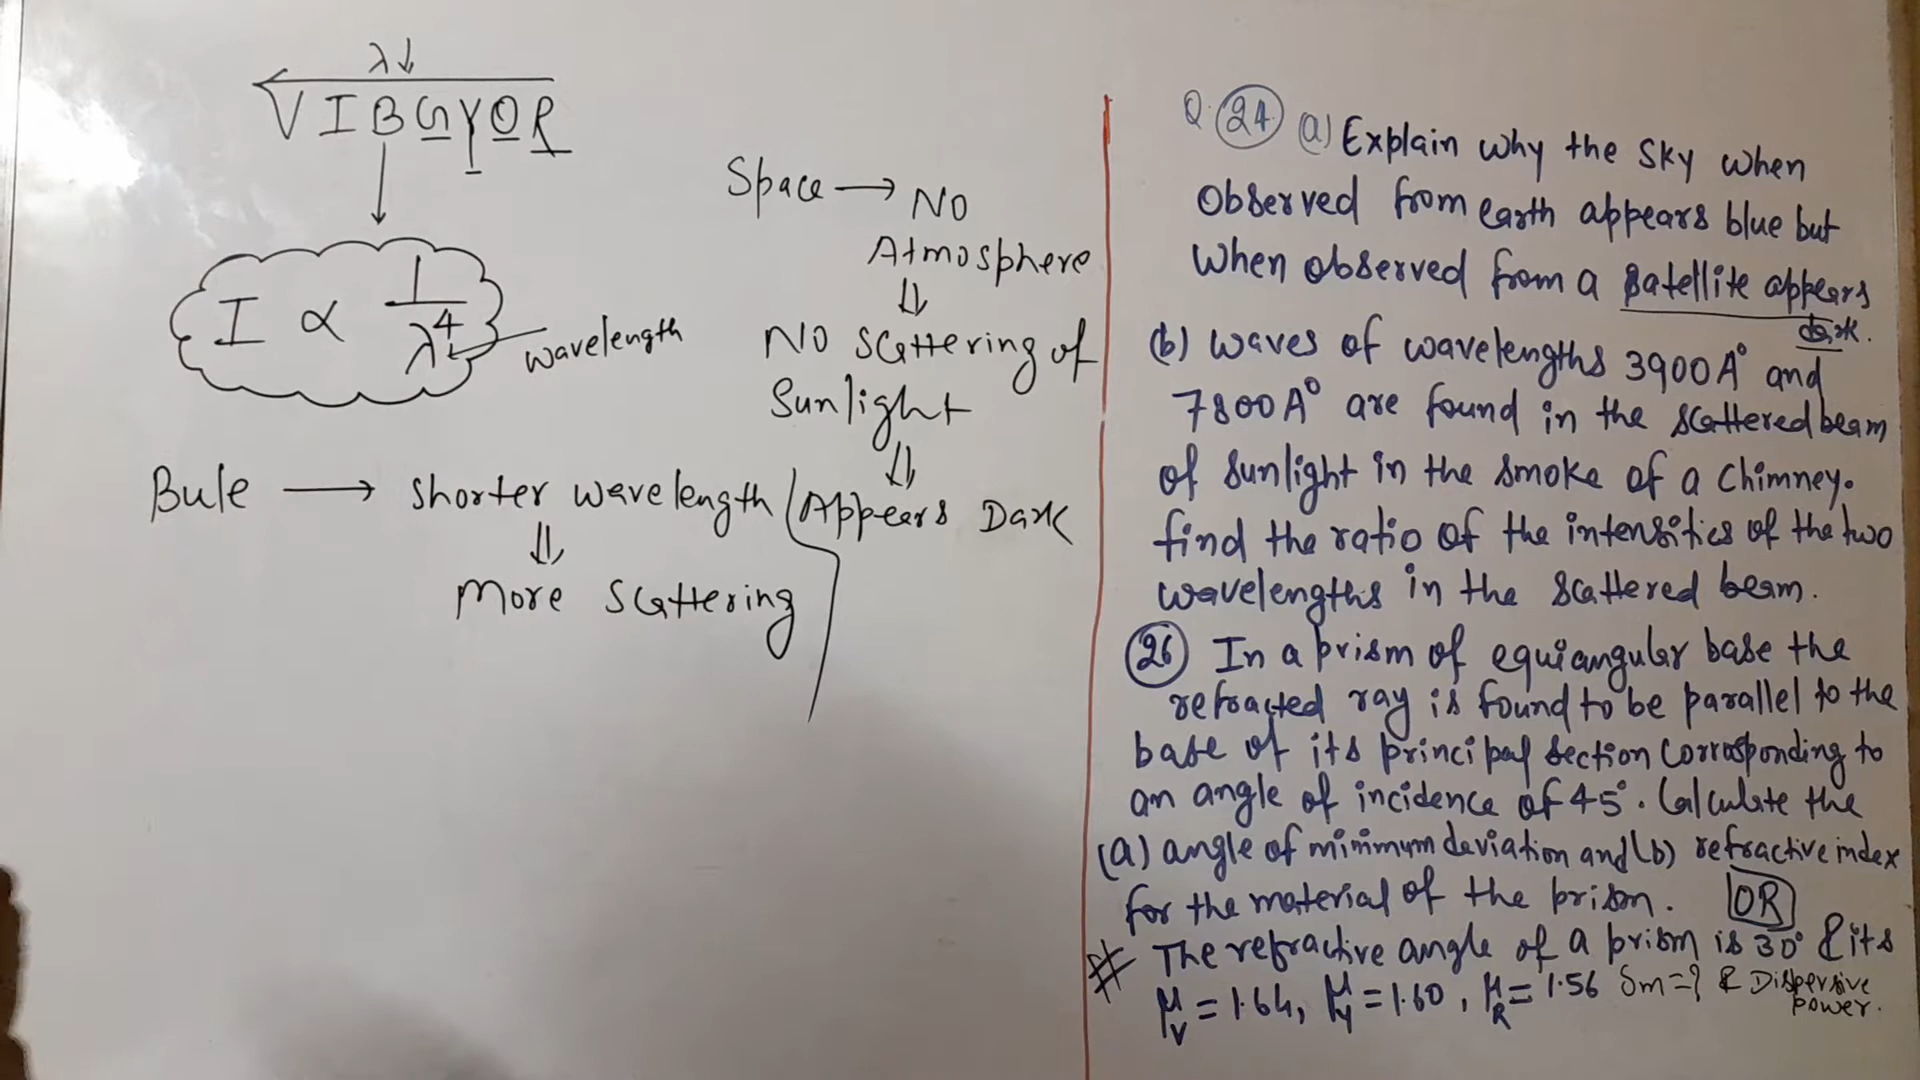 λ↓
VIBGYOR
I ∝ 1/λ⁴
wavelength
Bule → shorter wavelength
⇓
More Scattering
Space → NO
Atmosphere
⇓
NO Scattering of
Sunlight
⇓
Appears Dark
Q. 24 (a) Explain why the sky when
observed from earth appears blue but
when observed from a satellite appears
dark.
(b) waves of wavelengths 3900 A° and
7800 A° are found in the scattered beam
of sunlight in the smoke of a chimney.
find the ratio of the intensities of the two
wavelengths in the scattered beam.
26 In a prism of equiangular base the
refracted ray is found to be parallel to the
base of its principal section corrosponding to
an angle of incidence of 45°. Calculate the
(a) angle of minimum deviation and (b) refractive index
for the material of the prism. OR
# The refractive angle of a prism is 30° & its
μV = 1.64, μY = 1.60, μR = 1.56 δm = ? & Dispersive
power.